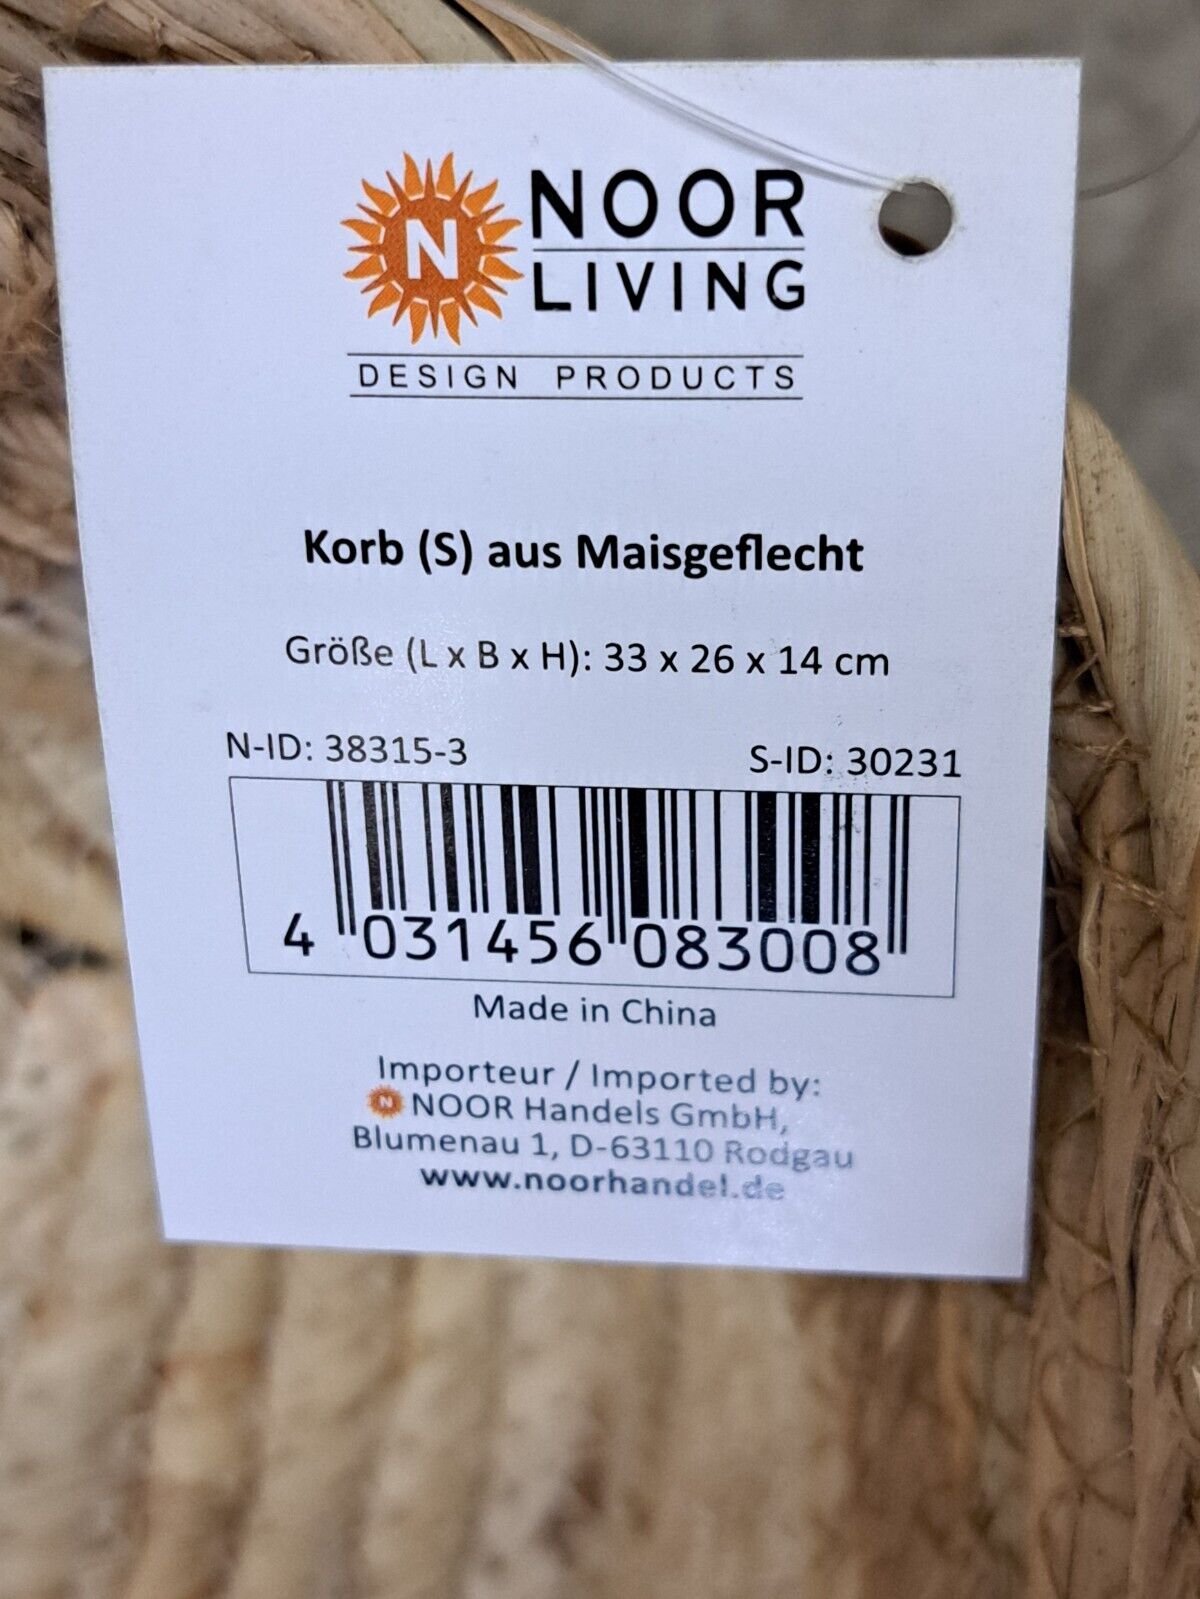 N NOOR
LIVING
DESIGN PRODUCTS
Korb (S) aus Maisgeflecht
Größe (L x B x H): 33 x 26 x 14 cm
N-ID: 38315-3 S-ID: 30231
4 031456 083008
Made in China
Importeur / Imported by:
N NOOR Handels GmbH,
Blumenau 1, D-63110 Rodgau
www.noorhandel.de